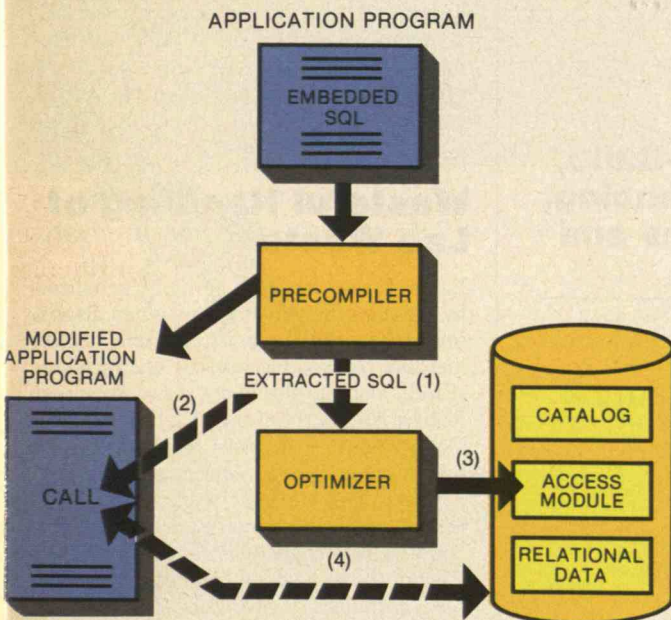 APPLICATION PROGRAM
EMBEDDED
SQL
PRECOMPILER
MODIFIED
APPLICATION
PROGRAM
EXTRACTED SQL (1)
(2)
CATALOG
(3)
OPTIMIZER
ACCESS
MODULE
CALL
(4)
RELATIONAL
DATA